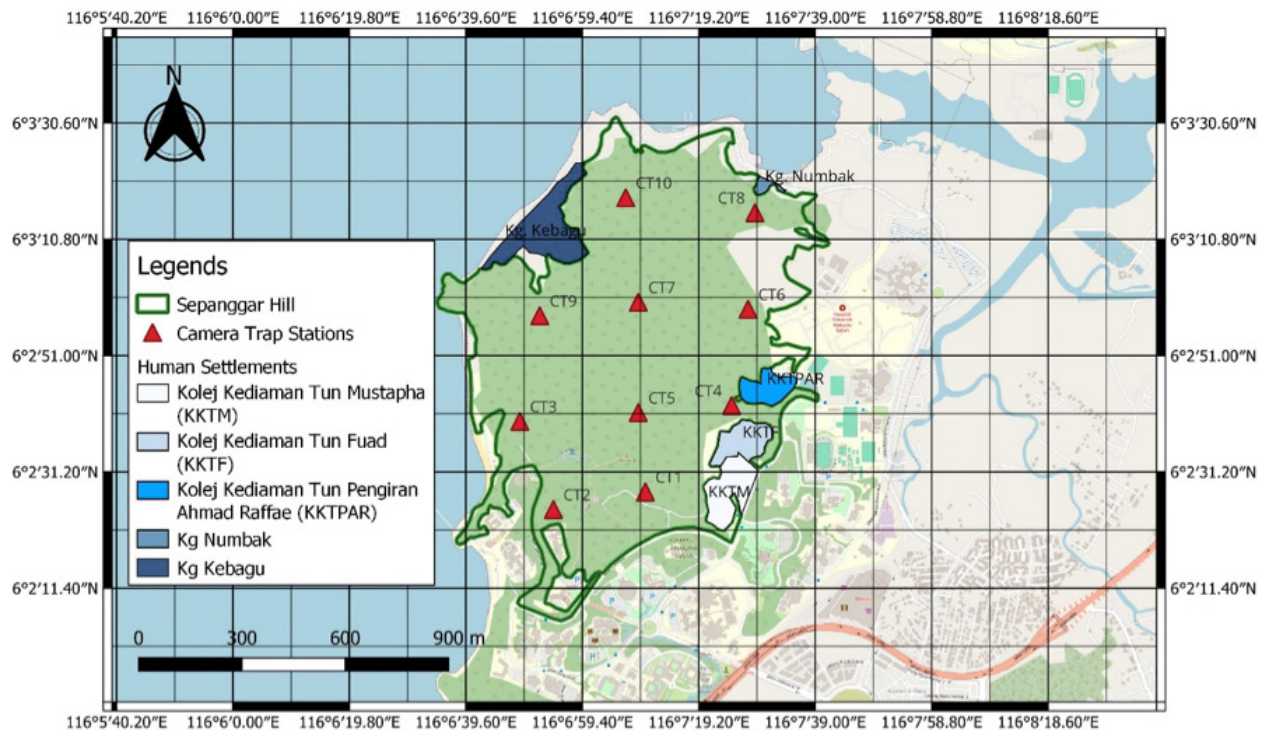 116°5′40.20″E 116°6′0.00″E 116°6′19.80″E 116°6′39.60″E 116°6′59.40″E 116°7′19.20″E 116°7′39.00″E 116°7′58.80″E 116°8′18.60″E
N
6°3′30.60″N 6°3′30.60″N
CT10
Kg. Numbak
CT8
Kg. Kebagu
6°3′10.80″N 6°3′10.80″N
Legends
Sepanggar Hill
Camera Trap Stations
Human Settlements
Kolej Kediaman Tun Mustapha
(KKTM)
Kolej Kediaman Tun Fuad
(KKTF)
Kolej Kediaman Tun Pengiran
Ahmad Raffae (KKTPAR)
Kg Numbak
Kg Kebagu
CT7
CT9
CT6
6°2′51.00″N 6°2′51.00″N
KKTPAR
CT4
CT3
CT5
KKTF
6°2′31.20″N 6°2′31.20″N
CT1
KKTM
CT2
6°2′11.40″N 6°2′11.40″N
0 300 600 900 m
116°5′40.20″E 116°6′0.00″E 116°6′19.80″E 116°6′39.60″E 116°6′59.40″E 116°7′19.20″E 116°7′39.00″E 116°7′58.80″E 116°8′18.60″E